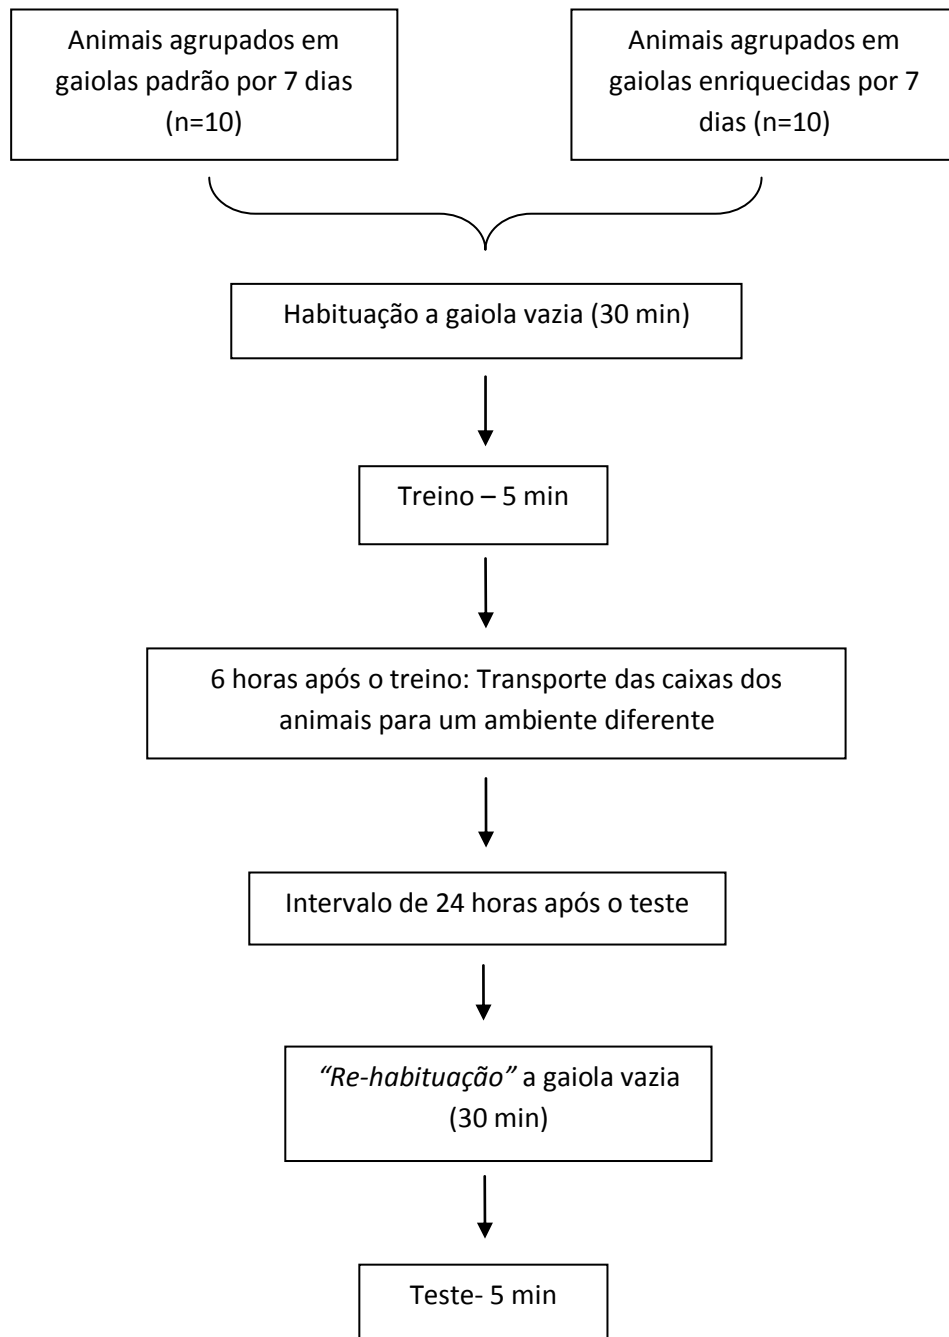 Animais agrupados em
gaiolas padrão por 7 dias
(n=10)
Animais agrupados em
gaiolas enriquecidas por 7
dias (n=10)
Habituação a gaiola vazia (30 min)
Treino – 5 min
6 horas após o treino: Transporte das caixas dos
animais para um ambiente diferente
Intervalo de 24 horas após o teste
“Re-habituação” a gaiola vazia
(30 min)
Teste- 5 min